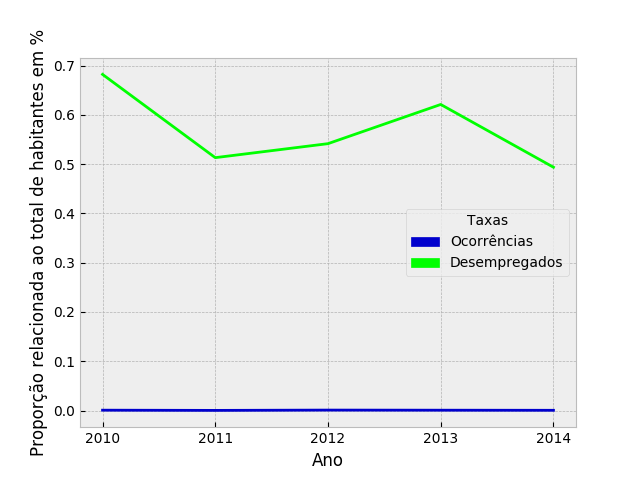 Proporção relacionada ao total de habitantes em %
0.7
0.6
0.5
0.4
0.3
0.2
0.1
0.0
Taxas
Ocorrências
Desempregados
2010 2011 2012 2013 2014
Ano